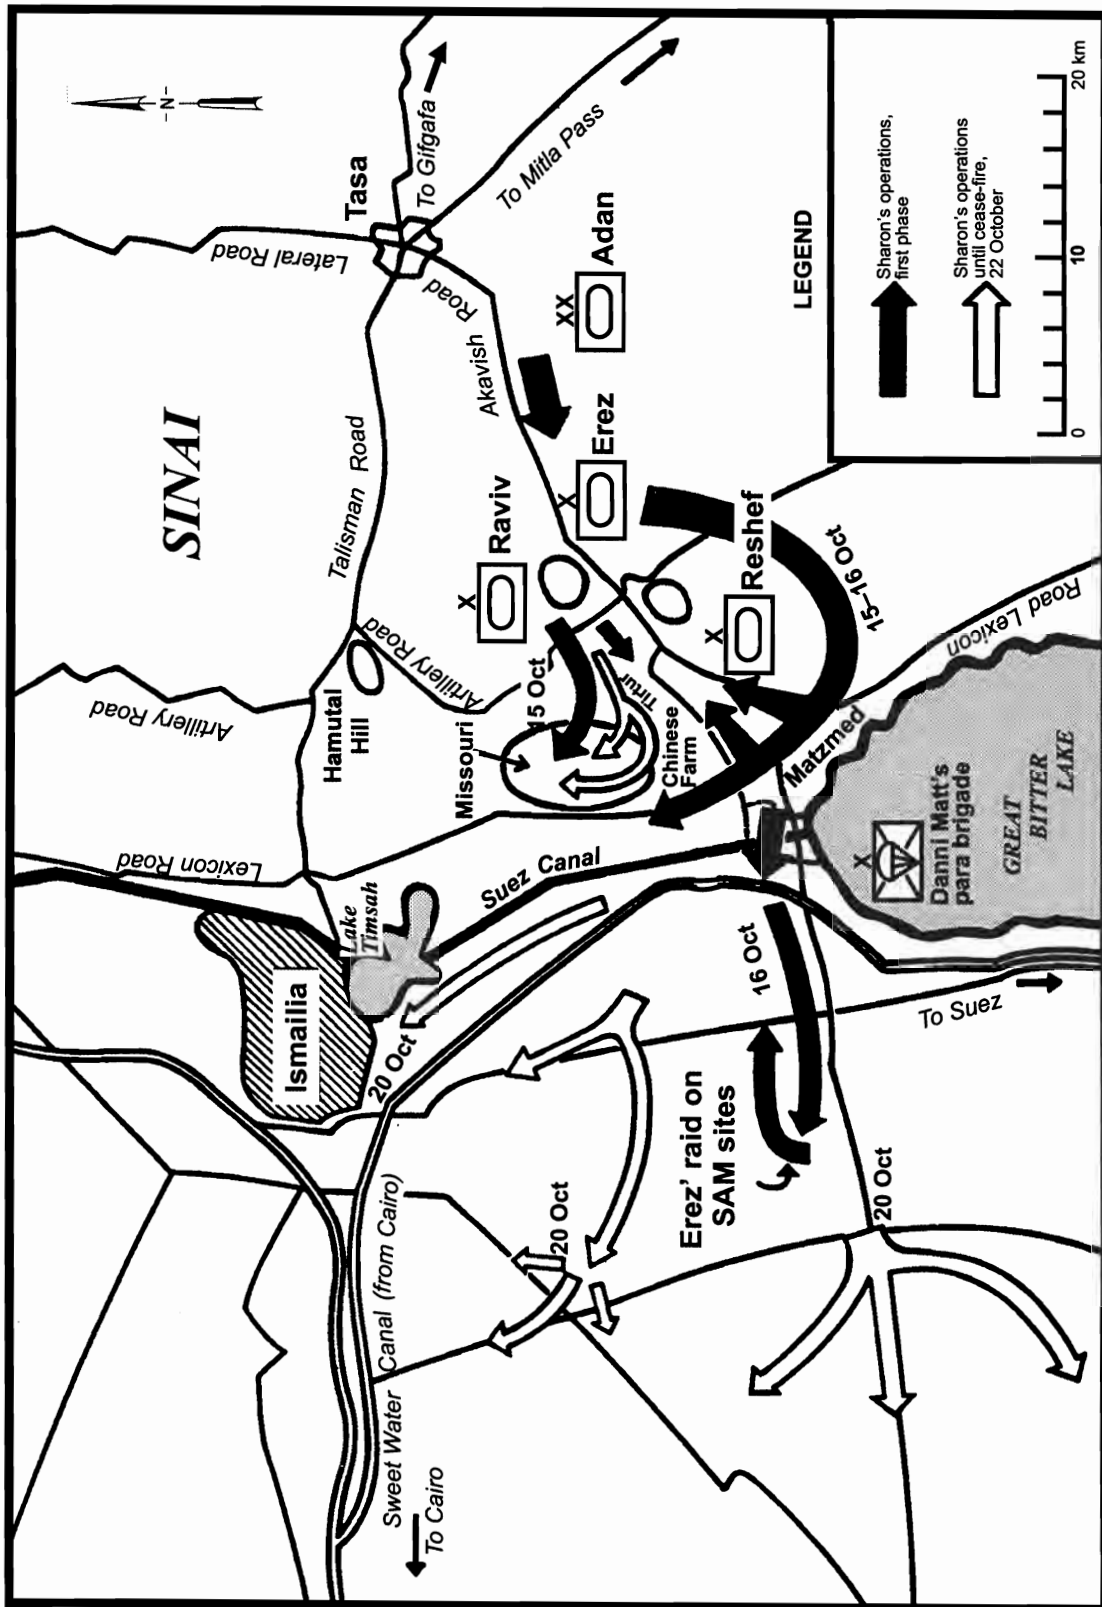 -N-
SINAI
Tasa
To Gifgafa
To Mitla Pass
Lateral Road
Road
Akavish
Talisman Road
Artillery Road
Artillery Road
Hamutal
Hill
Missouri
15 Oct
Raviv
X
Erez
X
Adan
XX
Reshef
X
15–16 Oct
Tirtur
Chinese
Farm
Matzmed
Road Lexicon
Lexicon Road
Suez Canal
Lake
Timsah
Ismailia
20 Oct
Danni Matt's
para brigade
X
GREAT
BITTER
LAKE
16 Oct
To Suez
Erez' raid on
SAM sites
20 Oct
20 Oct
Sweet Water Canal (from Cairo)
To Cairo
LEGEND
Sharon's operations,
first phase
Sharon's operations
until cease-fire,
22 October
0 10 20 km